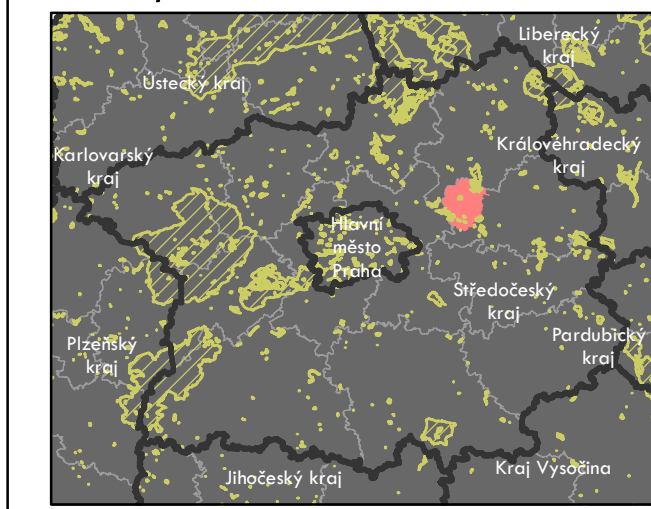 Liberecký
kraj
Ústecký kraj
Karlovarský
kraj
Královéhradecký
kraj
Hlavní
město
Praha
Středočeský
kraj
Plzeňský
kraj
Pardubický
kraj
Jihočeský kraj
Kraj Vysočina